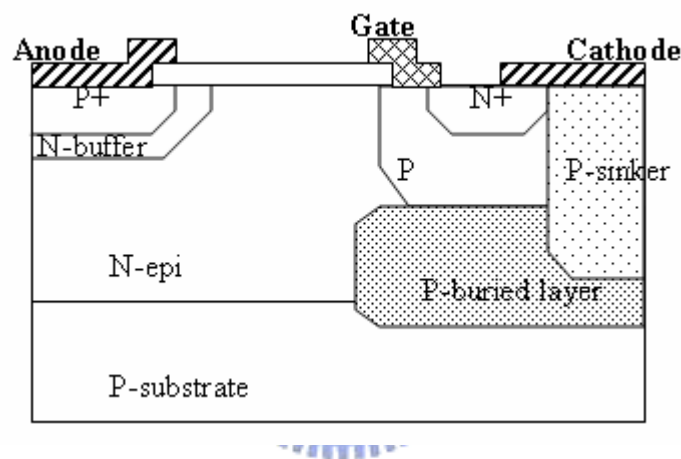 Gate
Anode Cathode
P+ N+
N-buffer P P-sinker
N-epi P-buried layer
P-substrate